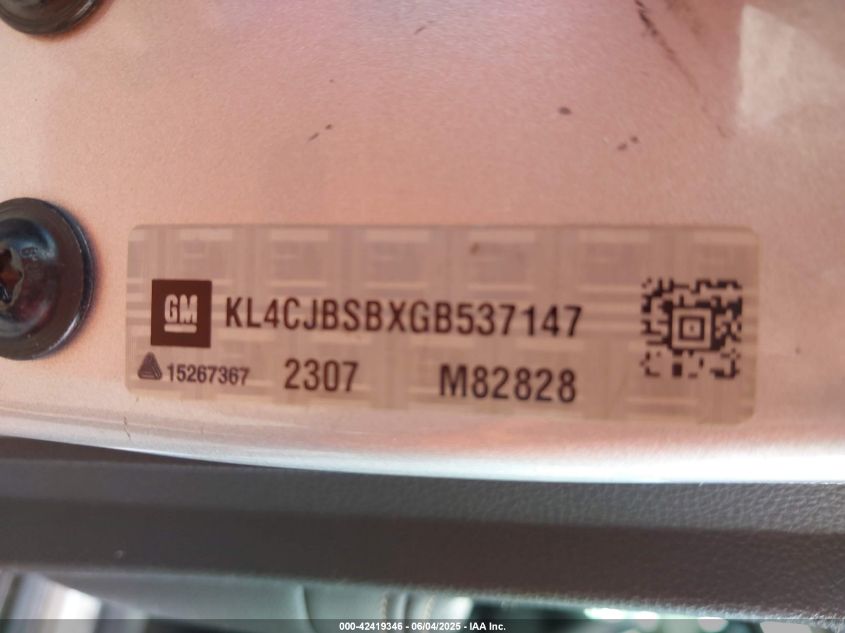 GM KL4CJBSBXGB537147
15267367 2307 M82828
000-42419346 - 06/04/2025 - IAA Inc.